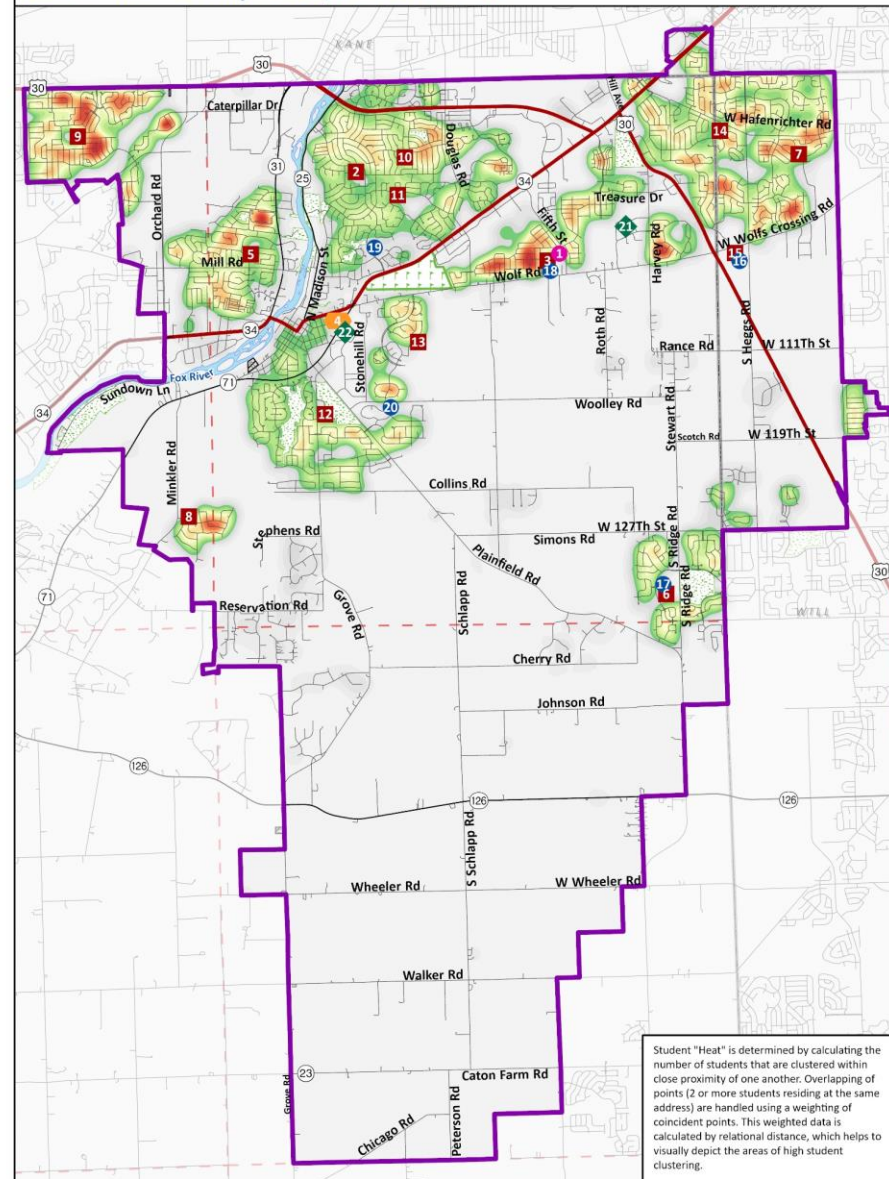 KANE
30
30
30
34
Hill Ave
Caterpillar Dr
W Hafenrichter Rd
9
14
7
10
2
11
Douglas Rd
31
25
34
Orchard Rd
Treasure Dr
Fifth St
21
Harvey Rd
W Wolfs Crossing Rd
5
Mill Rd
19
3
1
18
Wolf Rd
15
16
N Madison St
4
22
Stonehill Rd
13
34
Roth Rd
Rance Rd
S Heggs Rd
W 111Th St
Fox River
71
Sundown Ln
34
12
20
Woolley Rd
Stewart Rd
Scotch Rd
W 119Th St
Minkler Rd
Collins Rd
8
Stephens Rd
W 127Th St
Simons Rd
S Ridge Rd
Plainfield Rd
30
71
17
6
S Ridge Rd
Reservation Rd
Grove Rd
Schlapp Rd
WILL
Cherry Rd
Johnson Rd
126
126
126
S Schlapp Rd
Wheeler Rd
W Wheeler Rd
Walker Rd
23
Grove Rd
Caton Farm Rd
Peterson Rd
Chicago Rd
Student "Heat" is determined by calculating the
number of students that are clustered within
close proximity of one another. Overlapping of
points (2 or more students residing at the same
address) are handled using a weighting of
coincident points. This weighted data is
calculated by relational distance, which helps to
visually depict the areas of high student
clustering.